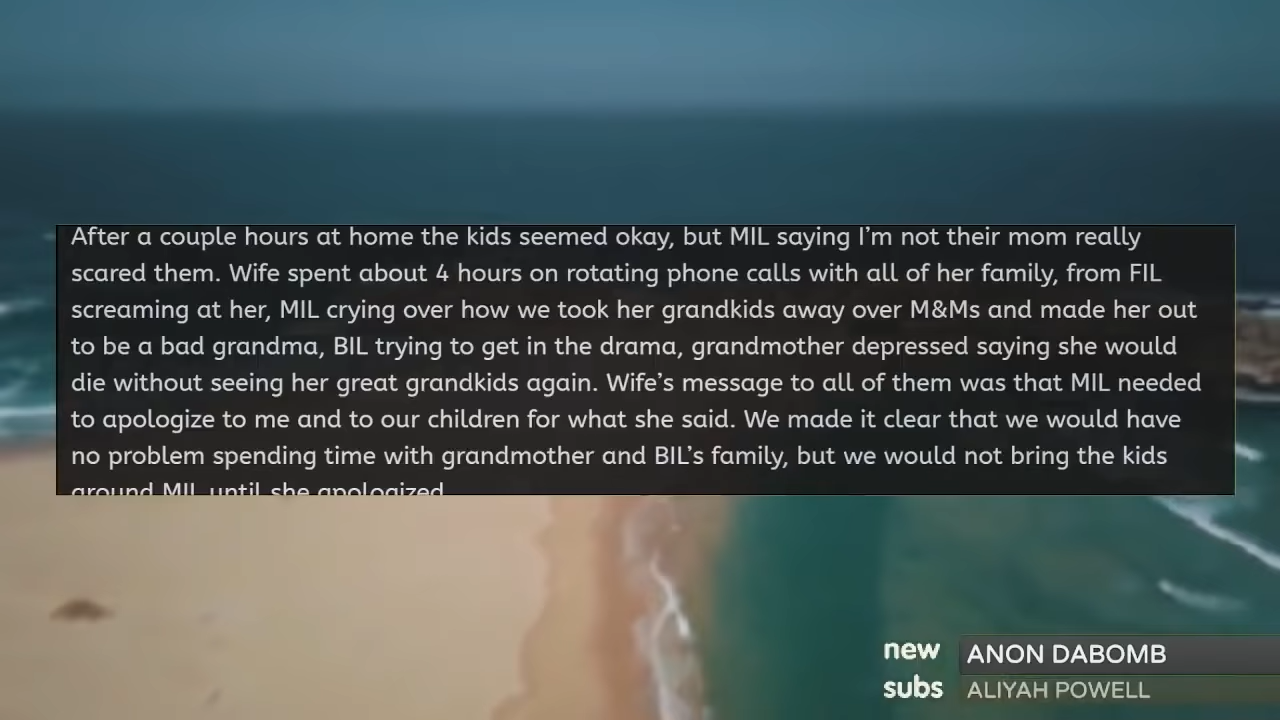 After a couple hours at home the kids seemed okay, but MIL saying I'm not their mom really
scared them. Wife spent about 4 hours on rotating phone calls with all of her family, from FIL
screaming at her, MIL crying over how we took her grandkids away over M&Ms and made her out
to be a bad grandma, BIL trying to get in the drama, grandmother depressed saying she would
die without seeing her great grandkids again. Wife's message to all of them was that MIL needed
to apologize to me and to our children for what she said. We made it clear that we would have
no problem spending time with grandmother and BIL's family, but we would not bring the kids
around MIL until she apologized
new ANON DABOMB
subs ALIYAH POWELL